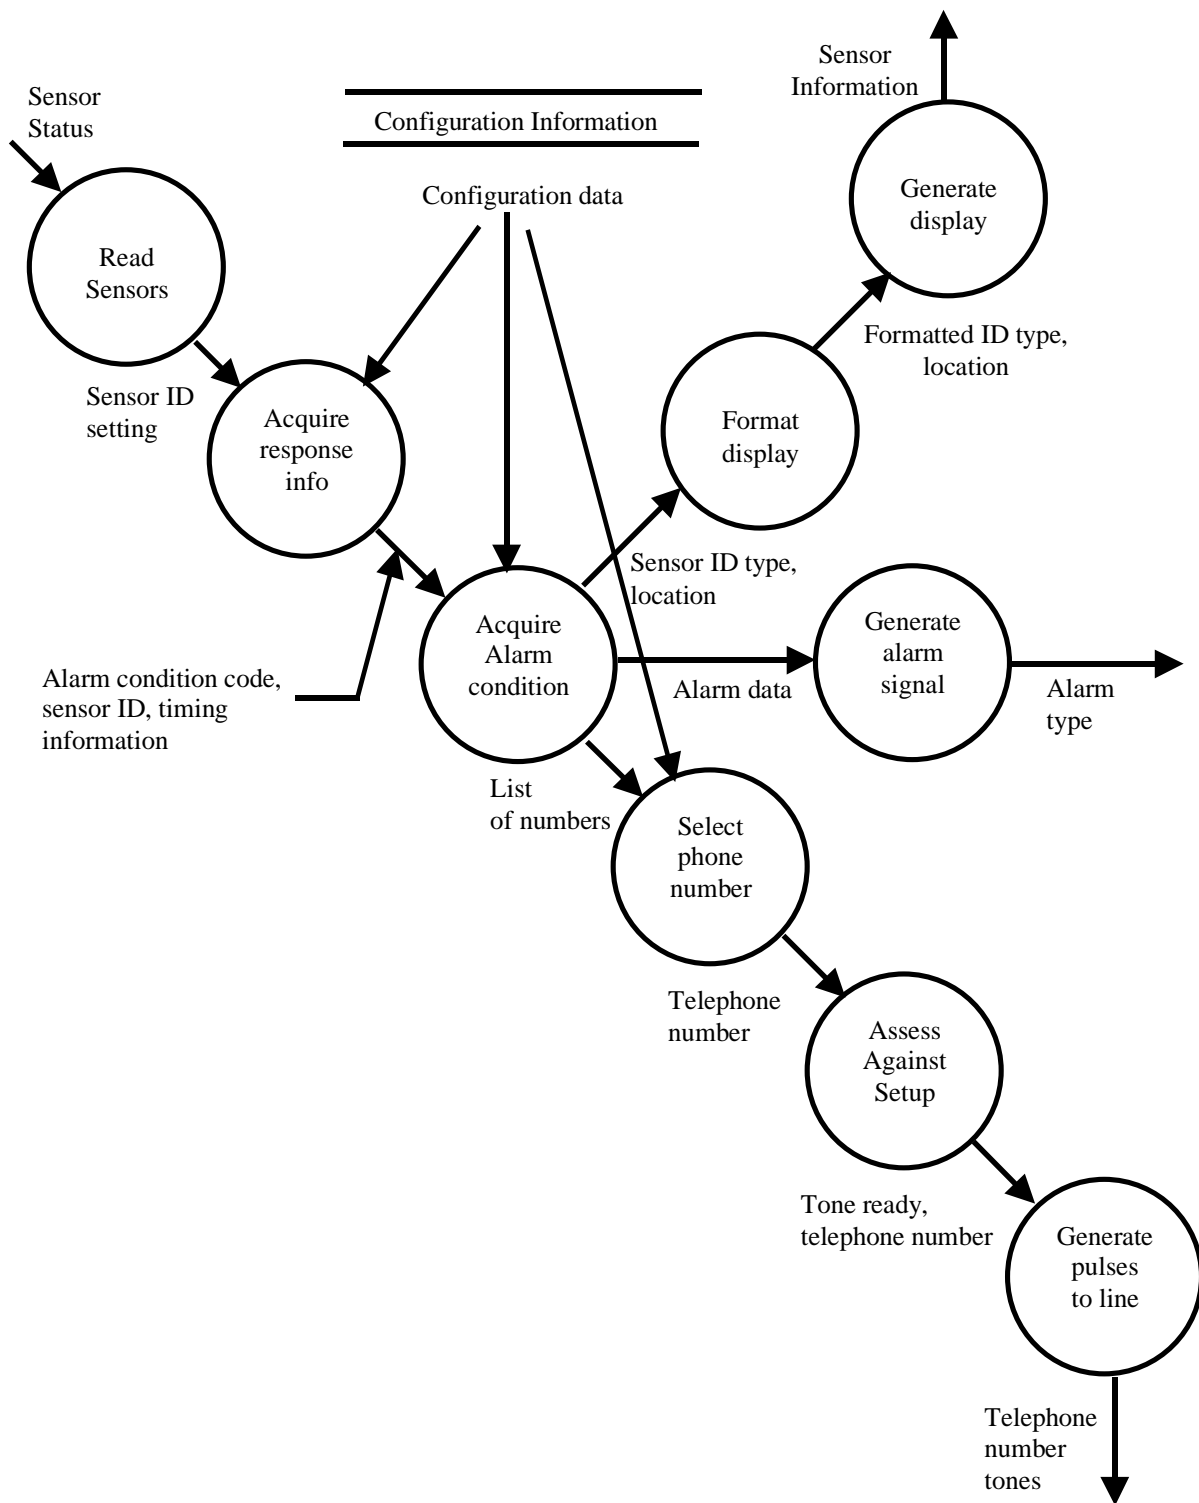 Sensor
Information
Sensor
Status
Configuration Information
Configuration data
Generate
display
Read
Sensors
Formatted ID type,
location
Sensor ID
setting
Acquire
response
info
Format
display
Sensor ID type,
location
Acquire
Alarm
condition
Generate
alarm
signal
Alarm data
Alarm
type
Alarm condition code,
sensor ID, timing
information
List
of numbers
Select
phone
number
Telephone
number
Assess
Against
Setup
Tone ready,
telephone number
Generate
pulses
to line
Telephone
number
tones